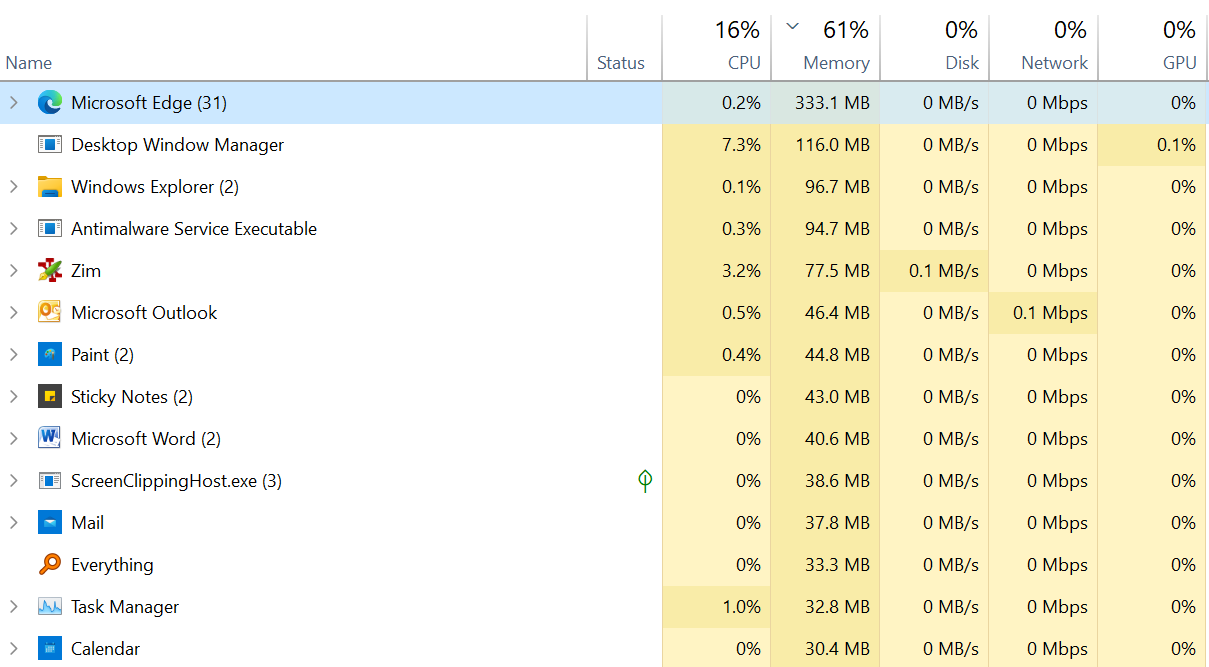 16% 61% 0% 0% 0%
Name Status CPU Memory Disk Network GPU
Microsoft Edge (31) 0.2% 333.1 MB 0 MB/s 0 Mbps 0%
Desktop Window Manager 7.3% 116.0 MB 0 MB/s 0 Mbps 0.1%
Windows Explorer (2) 0.1% 96.7 MB 0 MB/s 0 Mbps 0%
Antimalware Service Executable 0.3% 94.7 MB 0 MB/s 0 Mbps 0%
Zim 3.2% 77.5 MB 0.1 MB/s 0 Mbps 0%
Microsoft Outlook 0.5% 46.4 MB 0 MB/s 0.1 Mbps 0%
Paint (2) 0.4% 44.8 MB 0 MB/s 0 Mbps 0%
Sticky Notes (2) 0% 43.0 MB 0 MB/s 0 Mbps 0%
Microsoft Word (2) 0% 40.6 MB 0 MB/s 0 Mbps 0%
ScreenClippingHost.exe (3) 0% 38.6 MB 0 MB/s 0 Mbps 0%
Mail 0% 37.8 MB 0 MB/s 0 Mbps 0%
Everything 0% 33.3 MB 0 MB/s 0 Mbps 0%
Task Manager 1.0% 32.8 MB 0 MB/s 0 Mbps 0%
Calendar 0% 30.4 MB 0 MB/s 0 Mbps 0%